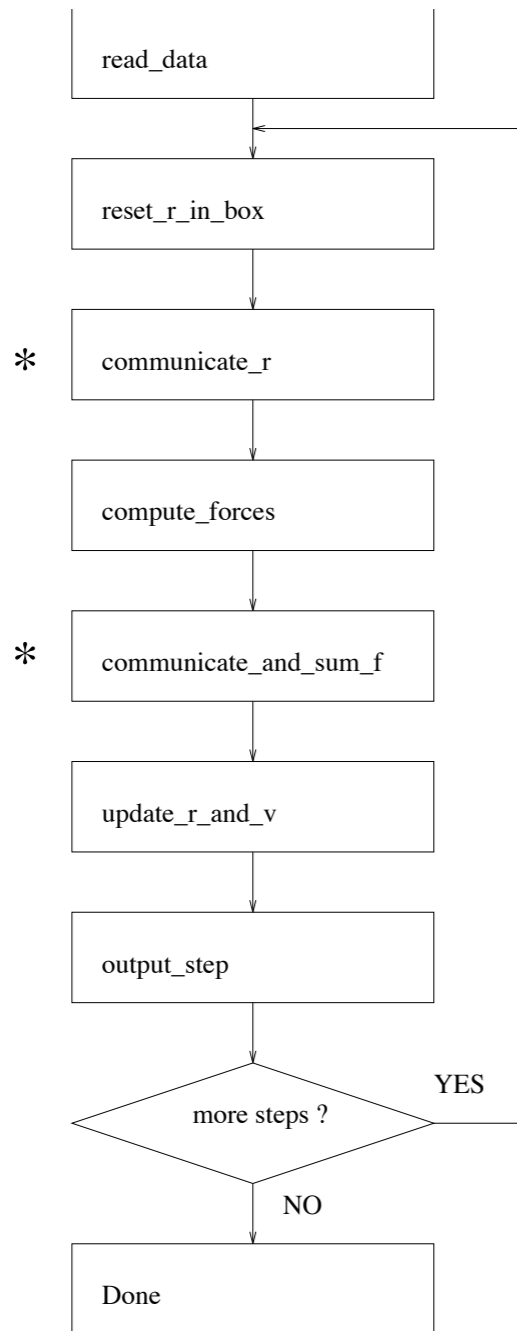 read_data
reset_r_in_box
* communicate_r
compute_forces
* communicate_and_sum_f
update_r_and_v
output_step
YES
more steps ?
NO
Done